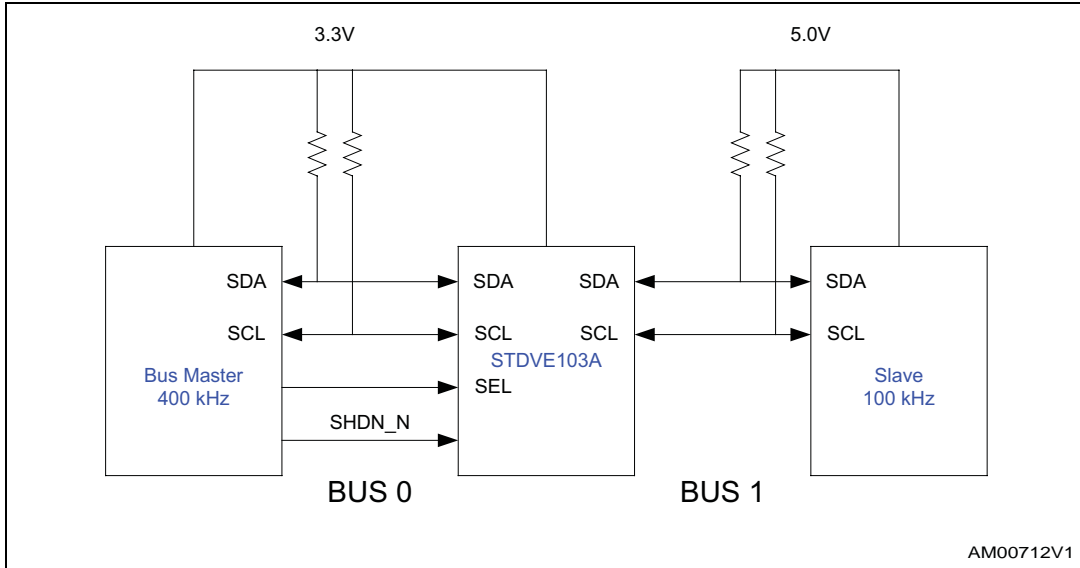 3.3V
5.0V
SDA
SDA
SDA
SDA
SCL
SCL
SCL
SCL
STDVE103A
Bus Master
400 kHz
SEL
Slave
100 kHz
SHDN_N
BUS 0
BUS 1
AM00712V1